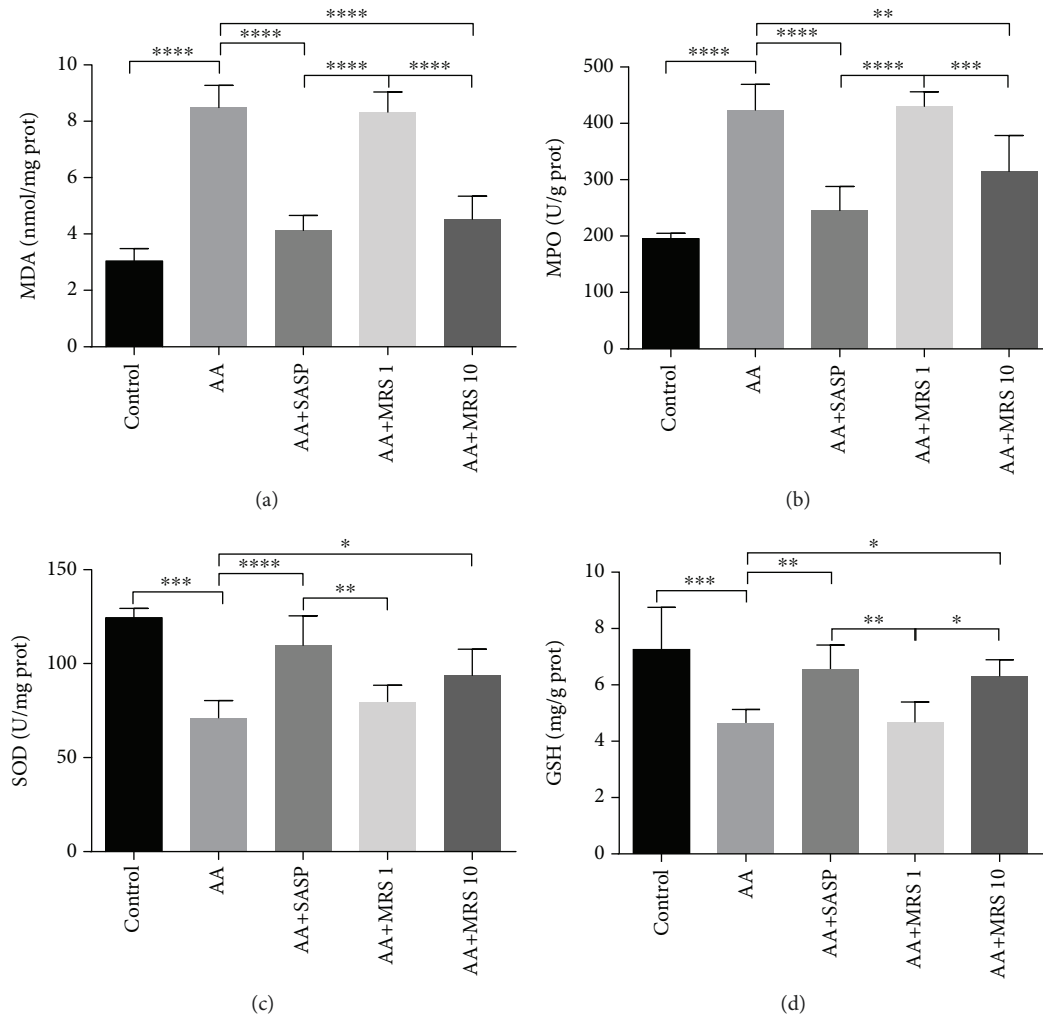 ****
****
****
****
****
10
8
6
4
2
0
MDA (nmol/mg prot)
Control
AA
AA+SASP
AA+MRS 1
AA+MRS 10
(a)
**
****
****
****
***
500
400
300
200
100
0
MPO (U/g prot)
Control
AA
AA+SASP
AA+MRS 1
AA+MRS 10
(b)
*
****
***
**
150
100
50
0
SOD (U/mg prot)
Control
AA
AA+SASP
AA+MRS 1
AA+MRS 10
(c)
*
**
***
**
*
10
8
6
4
2
0
GSH (mg/g prot)
Control
AA
AA+SASP
AA+MRS 1
AA+MRS 10
(d)